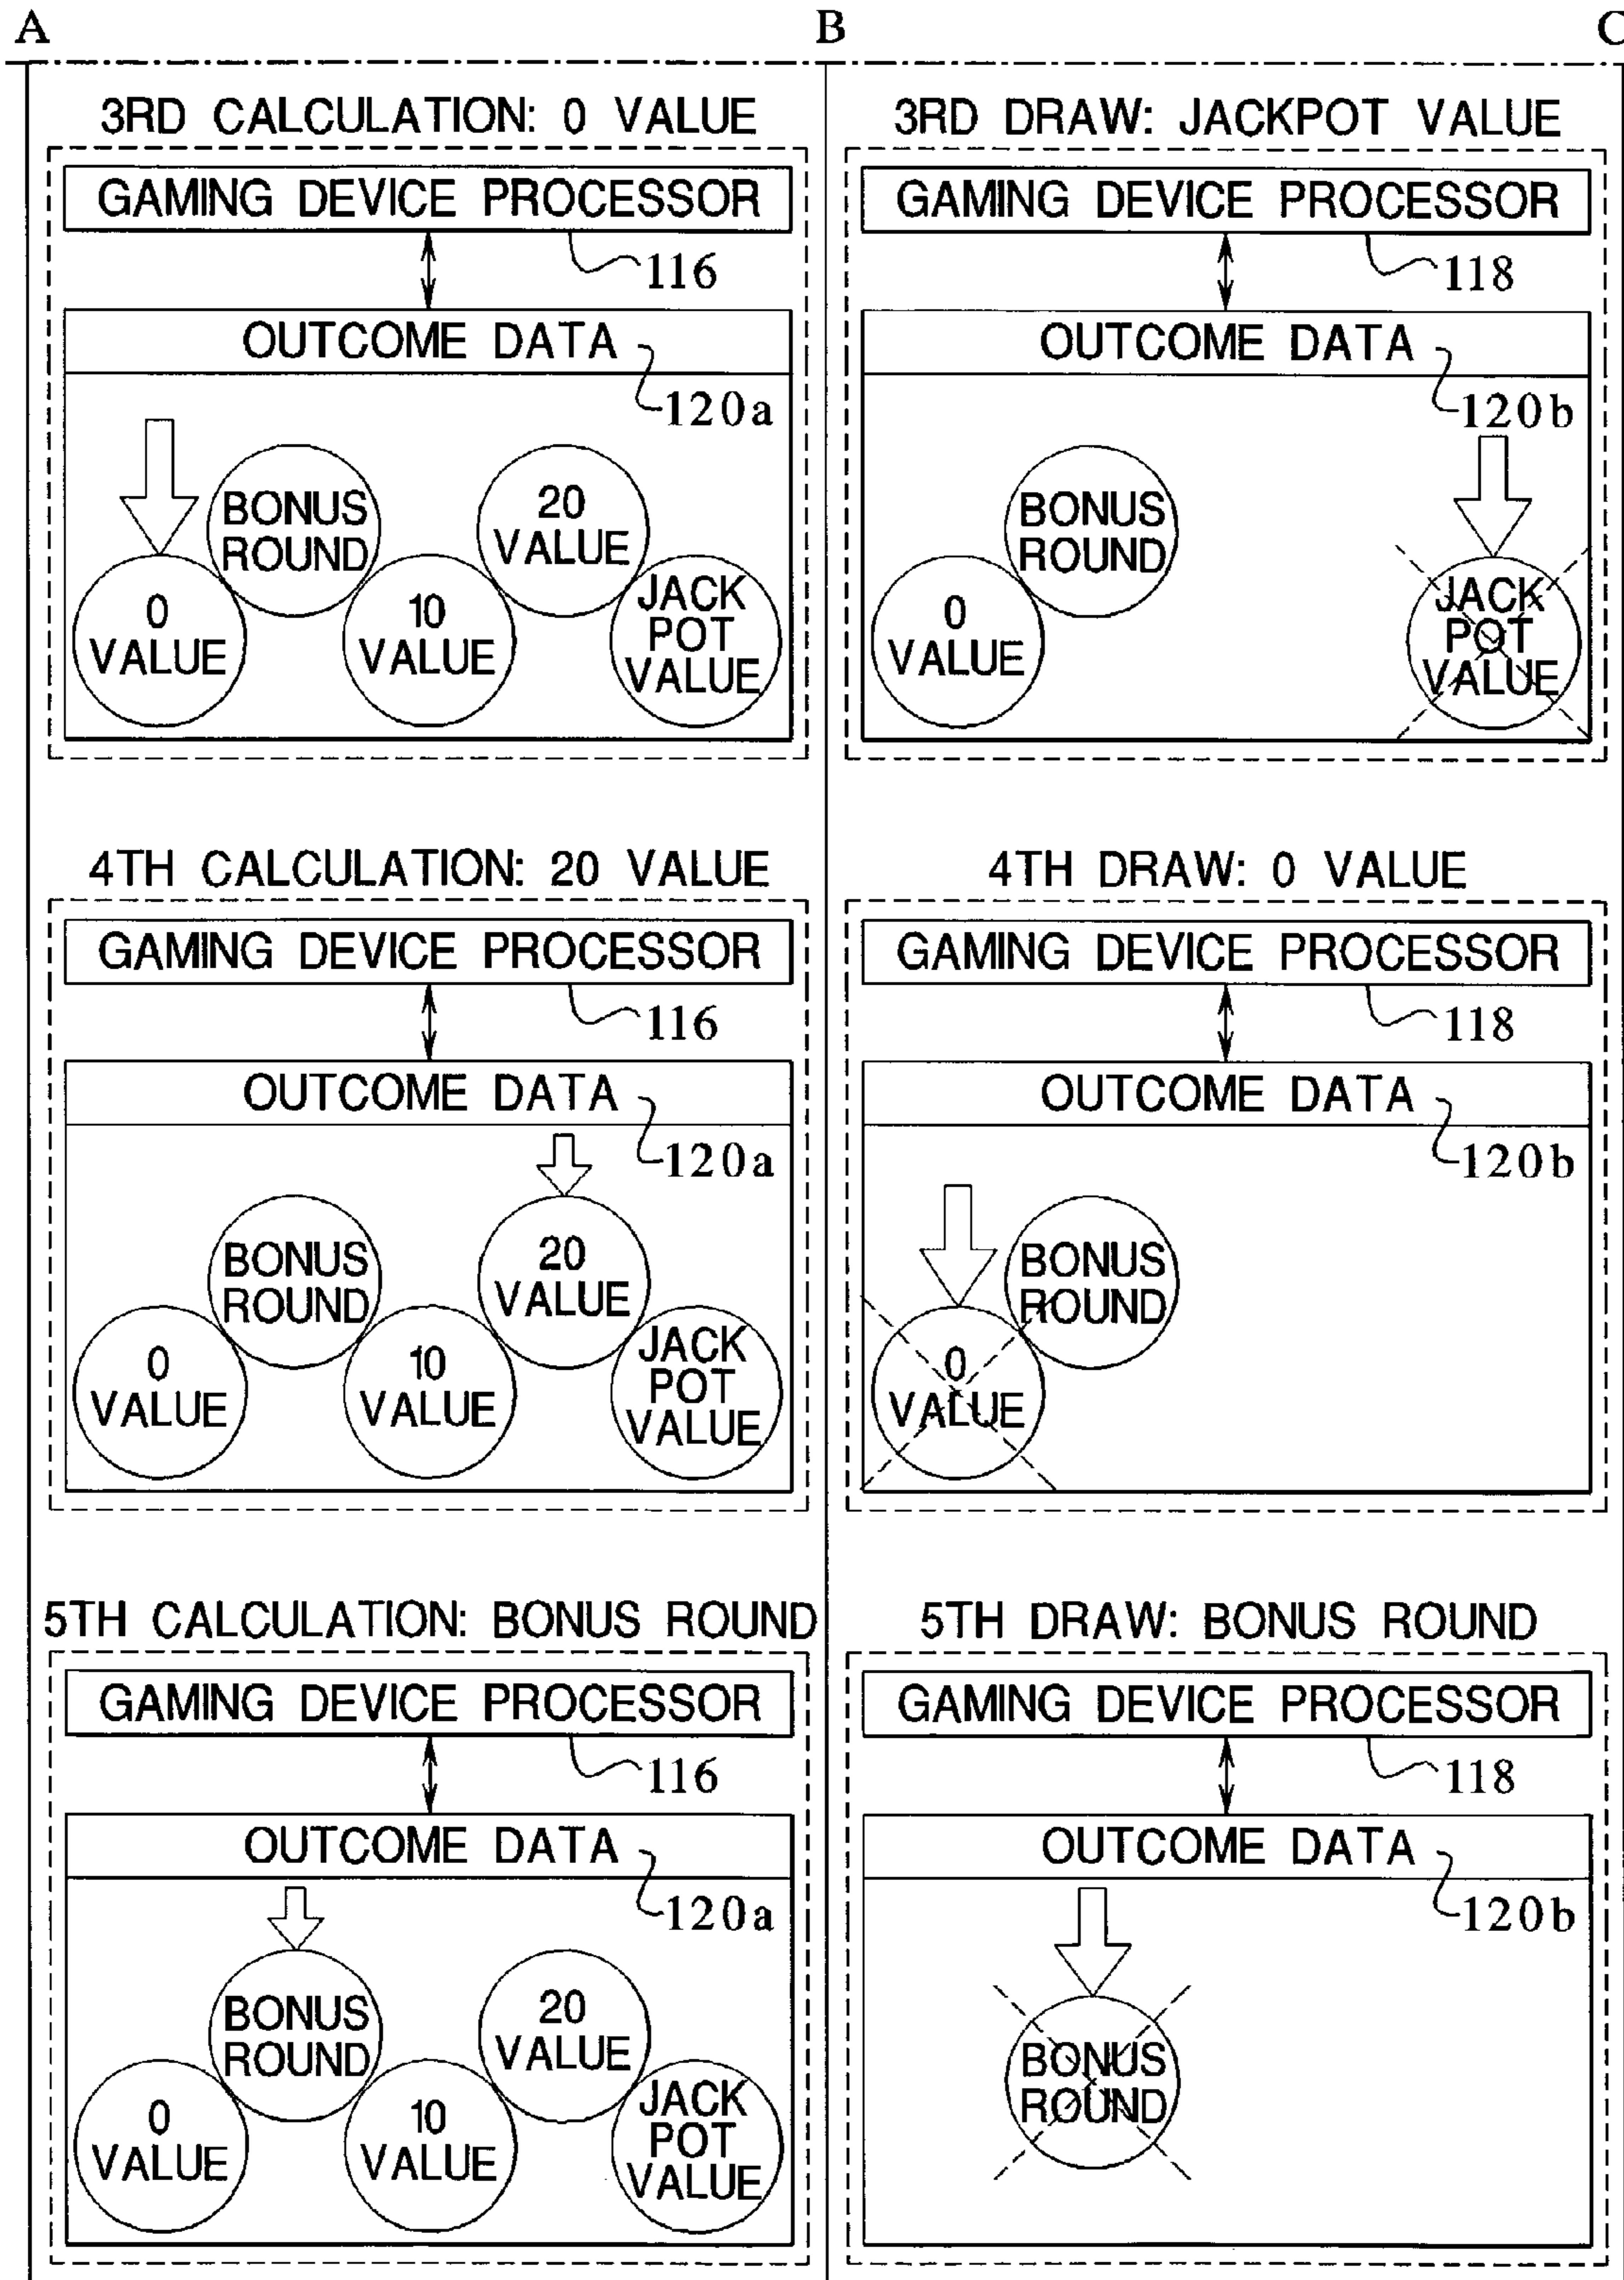 A B C
3RD CALCULATION: 0 VALUE
GAMING DEVICE PROCESSOR
116
OUTCOME DATA
120a
BONUS
ROUND
20
VALUE
0
VALUE
10
VALUE
JACK
POT
VALUE
3RD DRAW: JACKPOT VALUE
GAMING DEVICE PROCESSOR
118
OUTCOME DATA
120b
BONUS
ROUND
0
VALUE
JACK
POT
VALUE
4TH CALCULATION: 20 VALUE
GAMING DEVICE PROCESSOR
116
OUTCOME DATA
120a
BONUS
ROUND
20
VALUE
0
VALUE
10
VALUE
JACK
POT
VALUE
4TH DRAW: 0 VALUE
GAMING DEVICE PROCESSOR
118
OUTCOME DATA
120b
BONUS
ROUND
0
VALUE
5TH CALCULATION: BONUS ROUND
GAMING DEVICE PROCESSOR
116
OUTCOME DATA
120a
BONUS
ROUND
20
VALUE
0
VALUE
10
VALUE
JACK
POT
VALUE
5TH DRAW: BONUS ROUND
GAMING DEVICE PROCESSOR
118
OUTCOME DATA
120b
BONUS
ROUND